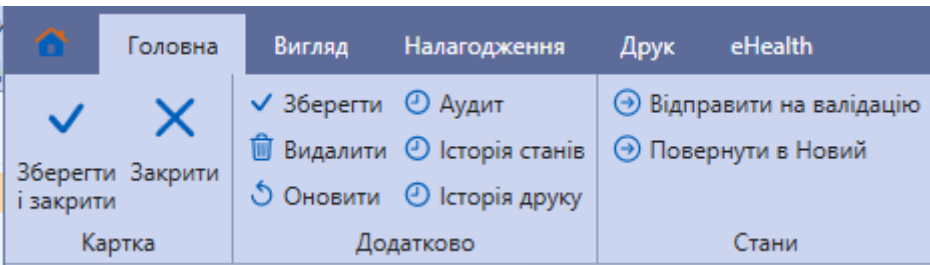 Головна Вигляд Налагодження Друк eHealth
Зберегти і закрити
Закрити
Картка
Зберегти
Видалити
Оновити
Аудит
Історія станів
Історія друку
Додатково
Відправити на валідацію
Повернути в Новий
Стани